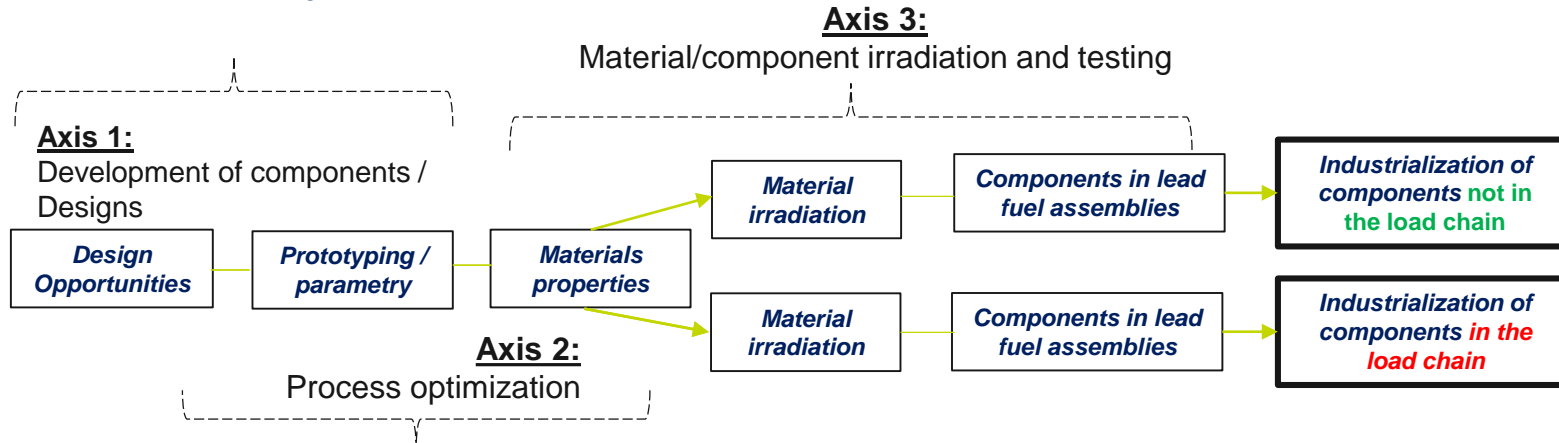 Axis 3:
Material/component irradiation and testing
Axis 1:
Development of components /
Designs
Design
Opportunities
Prototyping /
parametry
Materials
properties
Material
irradiation
Components in lead
fuel assemblies
Industrialization of
components not in
the load chain
Material
irradiation
Components in lead
fuel assemblies
Industrialization of
components in the
load chain
Axis 2:
Process optimization